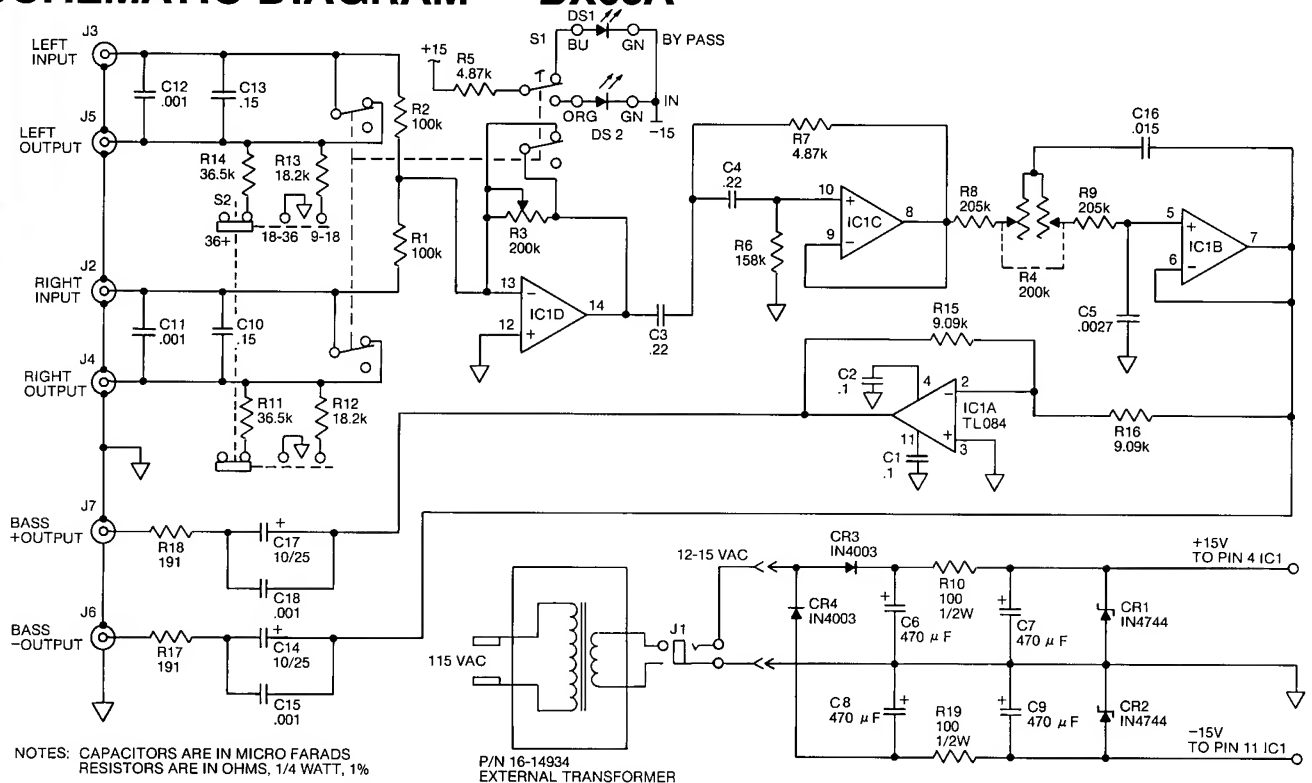 SCHEMATIC DIAGRAM
J3
LEFT
INPUT
C12
.001
C13
.15
J5
LEFT
OUTPUT
R14
36.5k
R13
18.2k
S2
36+
18-36
9-18
R2
100k
R1
100k
J2
RIGHT
INPUT
C11
.001
C10
.15
J4
RIGHT
OUTPUT
R11
36.5k
R12
18.2k
+15
R5
4.87k
S1
DS1
BU
GN
BY PASS
ORG
GN
IN
DS 2
-15
R3
200k
13
12
14
IC1D
C3
.22
R7
4.87k
C4
.22
R6
158k
10
9
8
IC1C
R8
205k
R4
200k
R9
205k
C16
.015
5
6
7
IC1B
C5
.0027
R15
9.09k
C2
.1
4
2
IC1A
TL084
11
3
C1
.1
R16
9.09k
J7
BASS
+OUTPUT
R18
191
+
C17
10/25
C18
.001
J6
BASS
-OUTPUT
R17
191
+
C14
10/25
C15
.001
115 VAC
J1
12-15 VAC
CR3
IN4003
CR4
IN4003
R10
100
1/2W
+
C6
470 µF
+
C7
470 µF
CR1
IN4744
+15V
TO PIN 4 IC1
C8
470 µF
+
R19
100
1/2W
C9
470 µF
+
CR2
IN4744
-15V
TO PIN 11 IC1
NOTES: CAPACITORS ARE IN MICRO FARADS
RESISTORS ARE IN OHMS, 1/4 WATT, 1%
P/N 16-14934
EXTERNAL TRANSFORMER